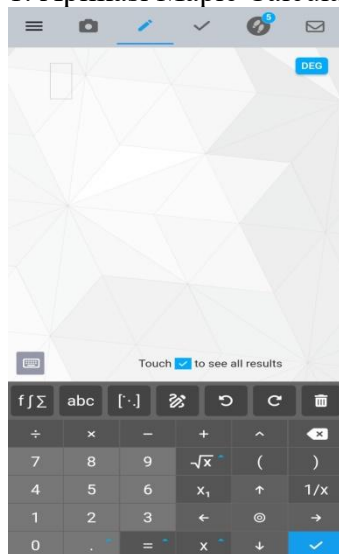 5
DEG
Touch ✓ to see all results
f∫Σ abc [⋱]
÷ × − + ^
7 8 9 √x ( )
4 5 6 x₁ ↑ 1/x
1 2 3 ← ◎ →
0 . = x ↓ ✓